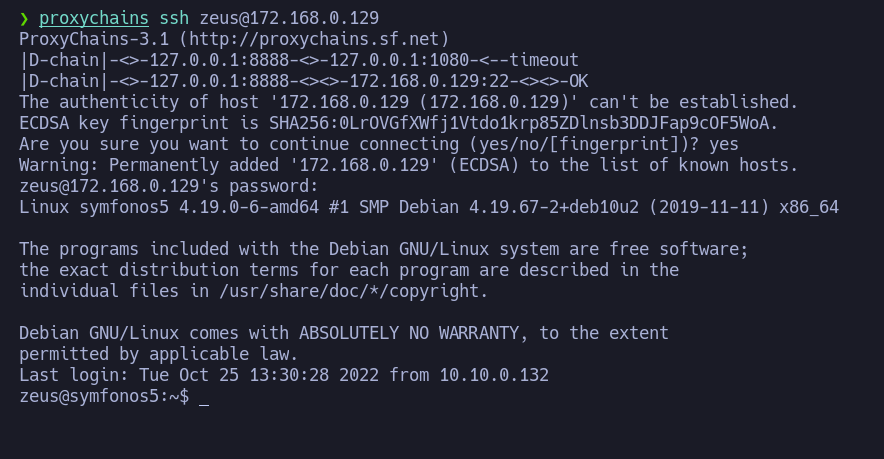 ❯ proxychains ssh zeus@172.168.0.129
ProxyChains-3.1 (http://proxychains.sf.net)
|D-chain|-<>-127.0.0.1:8888-<>-127.0.0.1:1080-<--timeout
|D-chain|-<>-127.0.0.1:8888-<><>-172.168.0.129:22-<><>-OK
The authenticity of host '172.168.0.129 (172.168.0.129)' can't be established.
ECDSA key fingerprint is SHA256:0LrOVGfXWfj1Vtdo1krp85ZDlnsb3DDJFap9cOF5WoA.
Are you sure you want to continue connecting (yes/no/[fingerprint])? yes
Warning: Permanently added '172.168.0.129' (ECDSA) to the list of known hosts.
zeus@172.168.0.129's password:
Linux symfonos5 4.19.0-6-amd64 #1 SMP Debian 4.19.67-2+deb10u2 (2019-11-11) x86_64
The programs included with the Debian GNU/Linux system are free software;
the exact distribution terms for each program are described in the
individual files in /usr/share/doc/*/copyright.
Debian GNU/Linux comes with ABSOLUTELY NO WARRANTY, to the extent
permitted by applicable law.
Last login: Tue Oct 25 13:30:28 2022 from 10.10.0.132
zeus@symfonos5:~$ _